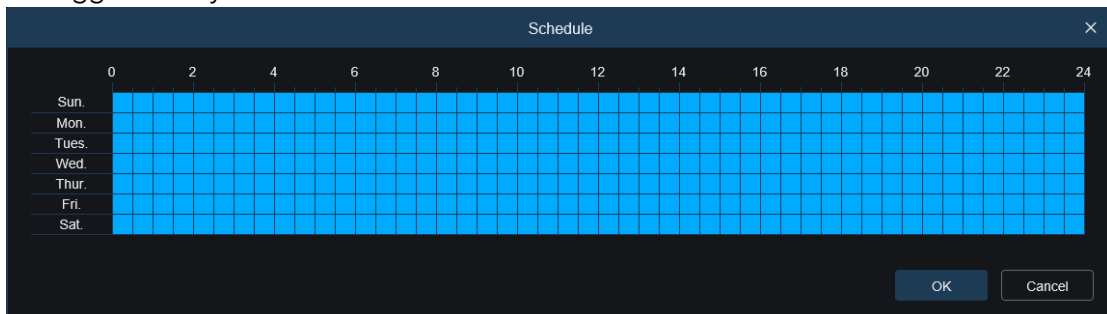 Schedule ×
0 2 4 6 8 10 12 14 16 18 20 22 24
Sun.
Mon.
Tues.
Wed.
Thur.
Fri.
Sat.
OK Cancel